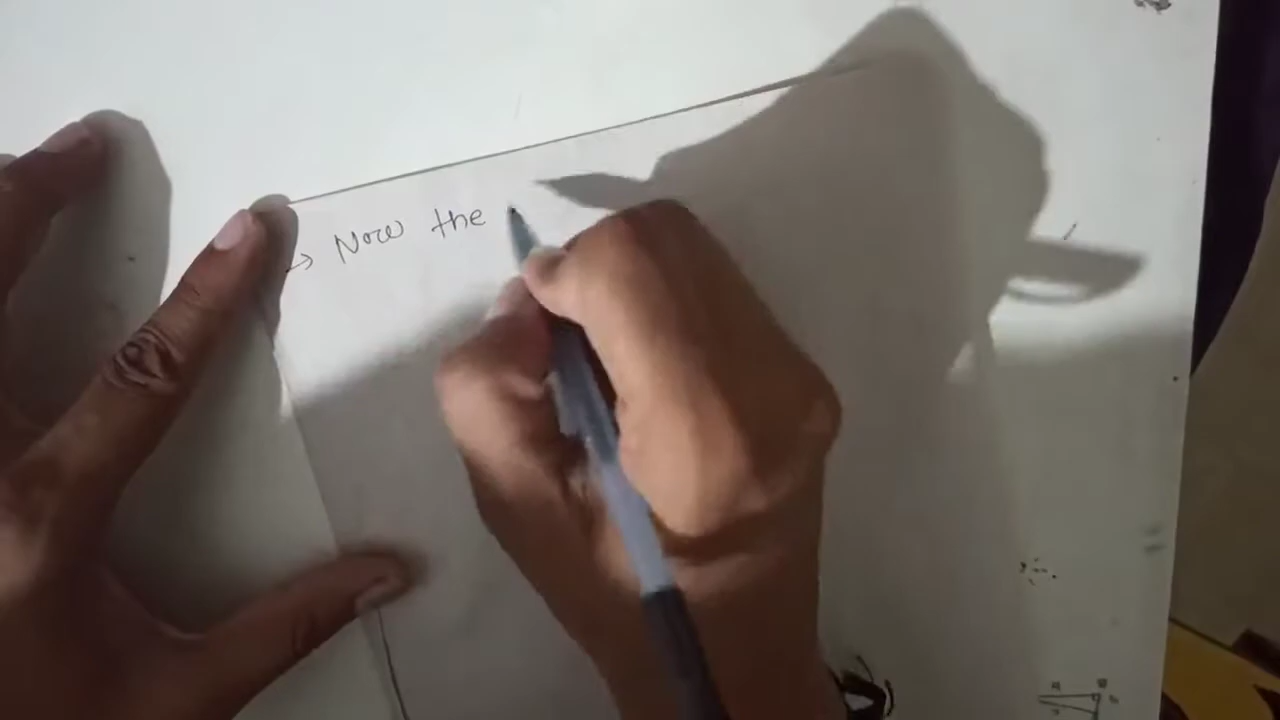 → Now the